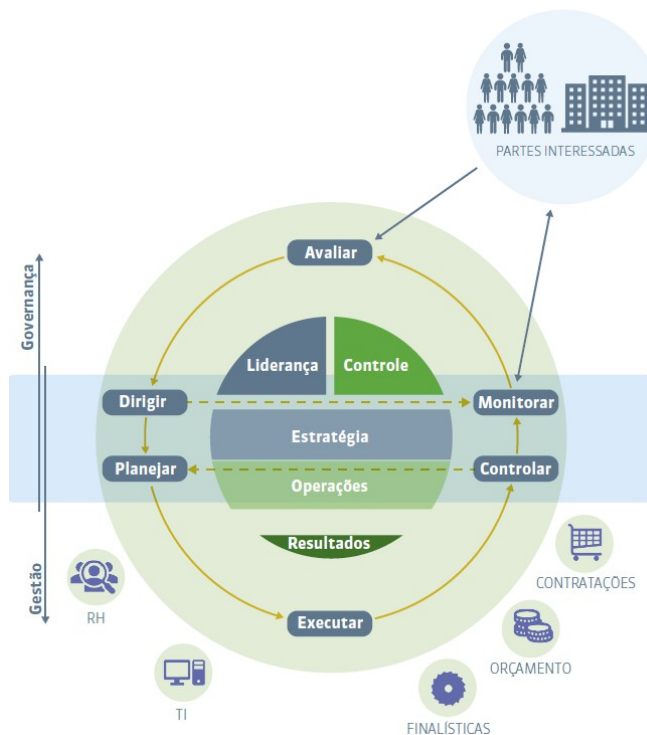 PARTES INTERESSADAS
Avaliar
Governança
Liderança
Controle
Dirigir
Monitorar
Estratégia
Planejar
Controlar
Operações
Resultados
Gestão
CONTRATAÇÕES
RH
Executar
ORÇAMENTO
TI
FINALÍSTICAS